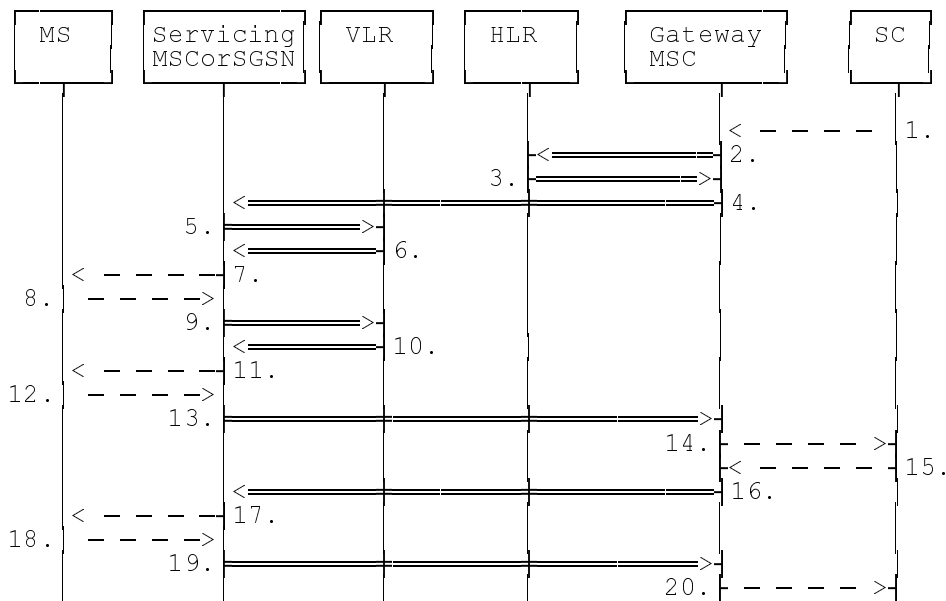 MS
Servicing
MSCorSGSN
VLR
HLR
Gateway
MSC
SC
1.
2.
3.
4.
5.
6.
7.
8.
9.
10.
11.
12.
13.
14.
15.
16.
17.
18.
19.
20.